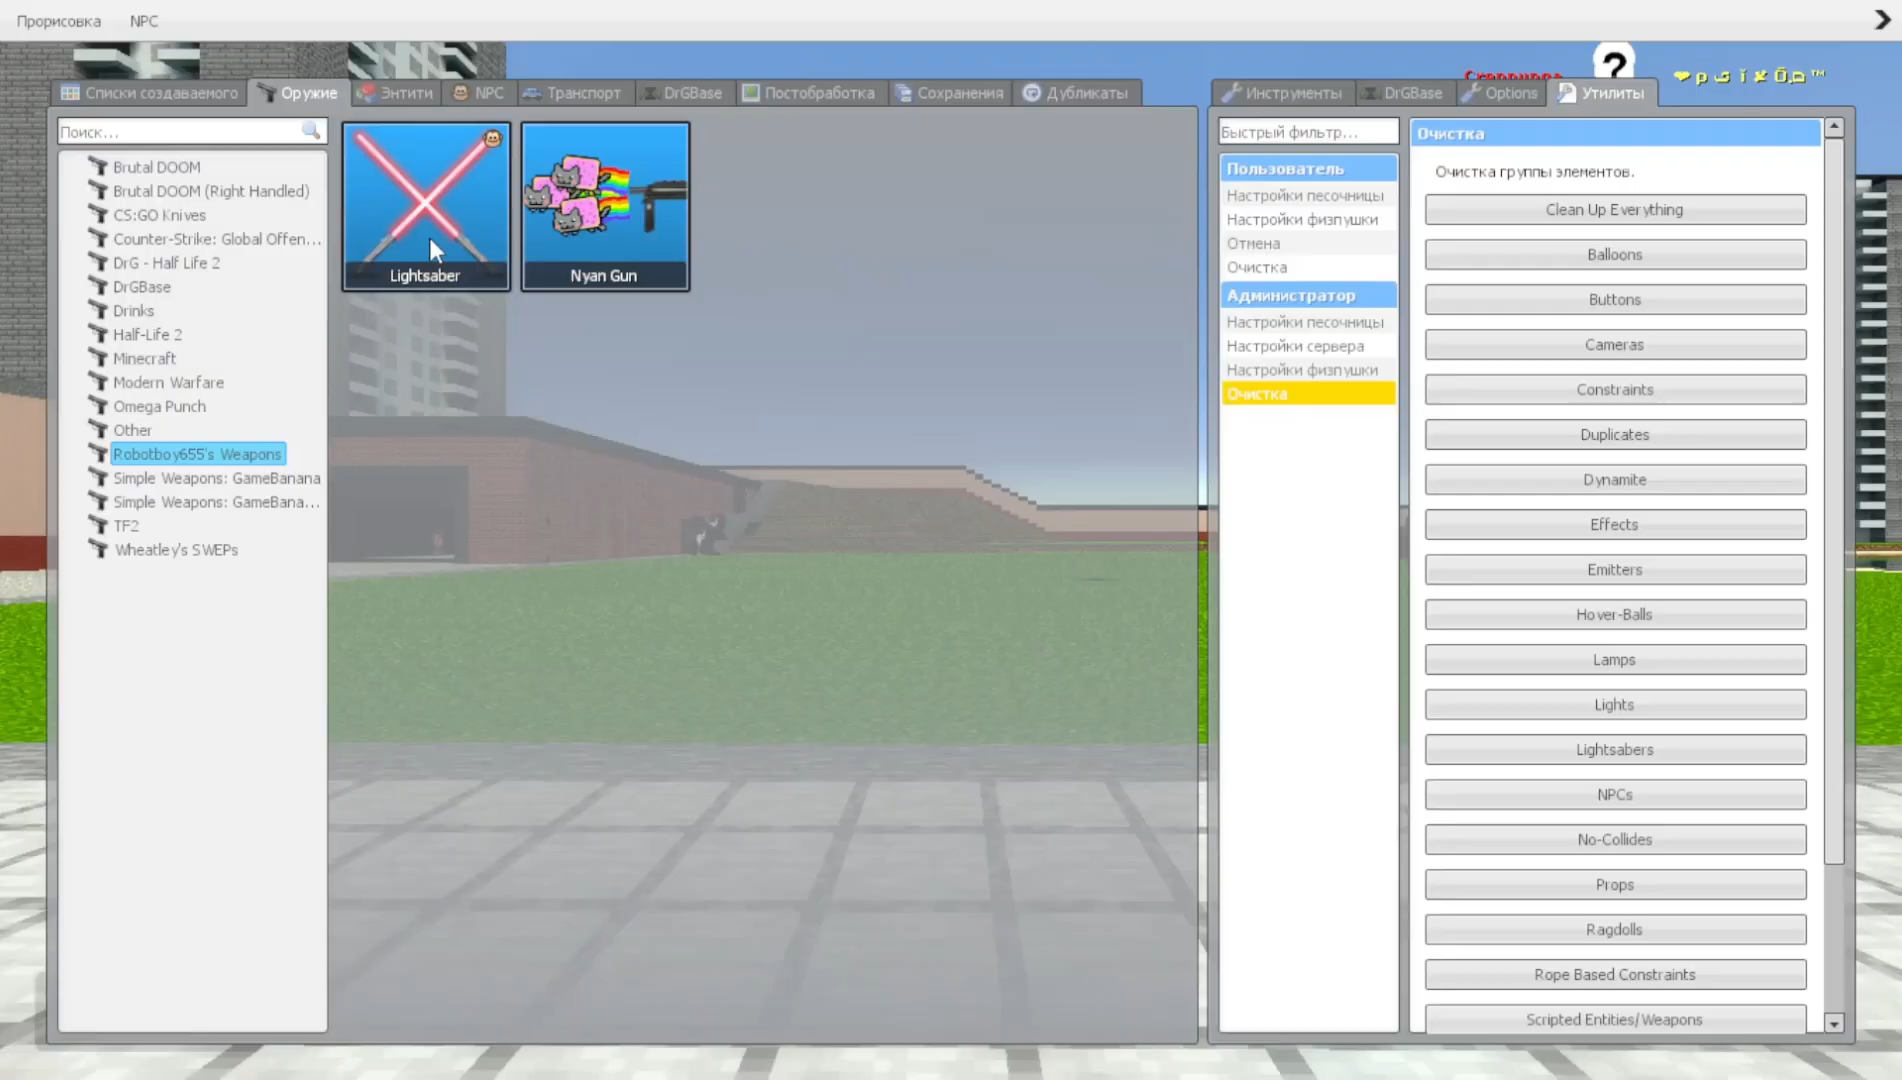 Прорисовка NPC
Списки создаваемого Оружие Энтити NPC Транспорт DrGBase Постобработка Сохранения Дубликаты
Поиск...
Brutal DOOM
Brutal DOOM (Right Handled)
CS:GO Knives
Counter-Strike: Global Offen...
DrG - Half Life 2
DrGBase
Drinks
Half-Life 2
Minecraft
Modern Warfare
Omega Punch
Other
Robotboy655's Weapons
Simple Weapons: GameBanana
Simple Weapons: GameBana...
TF2
Wheatley's SWEPs
Lightsaber
Nyan Gun
Инструменты DrGBase Options Утилиты
Быстрый фильтр...
Пользователь
Настройки песочницы
Настройки физпушки
Отмена
Очистка
Администратор
Настройки песочницы
Настройки сервера
Настройки физпушки
Очистка
Очистка
Очистка группы элементов.
Clean Up Everything
Balloons
Buttons
Cameras
Constraints
Duplicates
Dynamite
Effects
Emitters
Hover-Balls
Lamps
Lights
Lightsabers
NPCs
No-Collides
Props
Ragdolls
Rope Based Constraints
Scripted Entities/Weapons